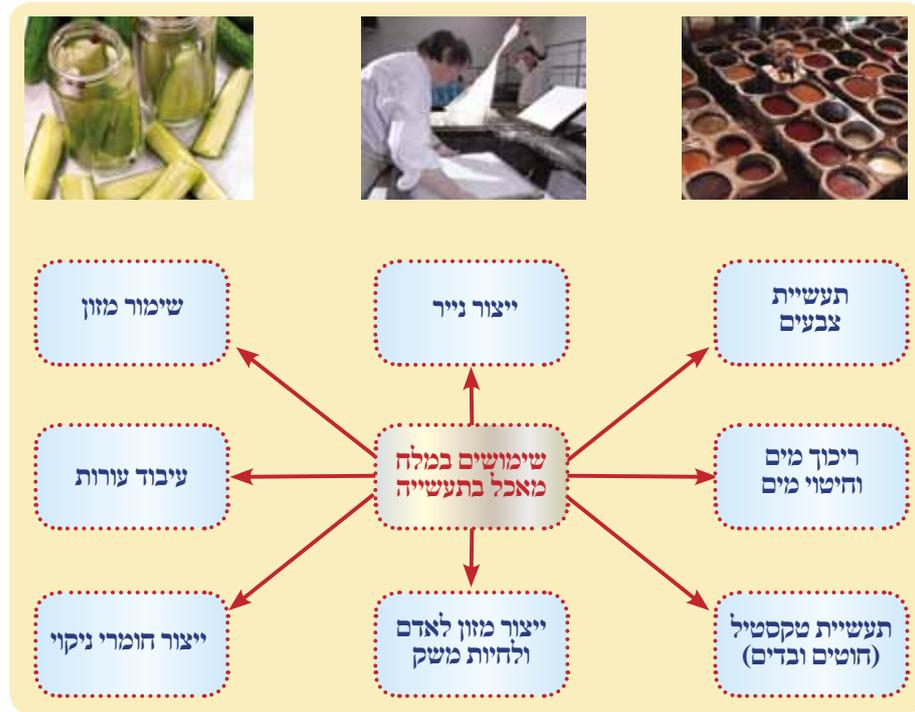 תעשיית
צבעים
ייצור נייר
שימור מזון
ריכוך מים
וחיטוי מים
שימושים במלח
מאכל בתעשייה
עיבוד עורות
תעשיית טקסטיל
(חוטים ובדים)
ייצור מזון לאדם
ולחיות משק
ייצור חומרי ניקוי